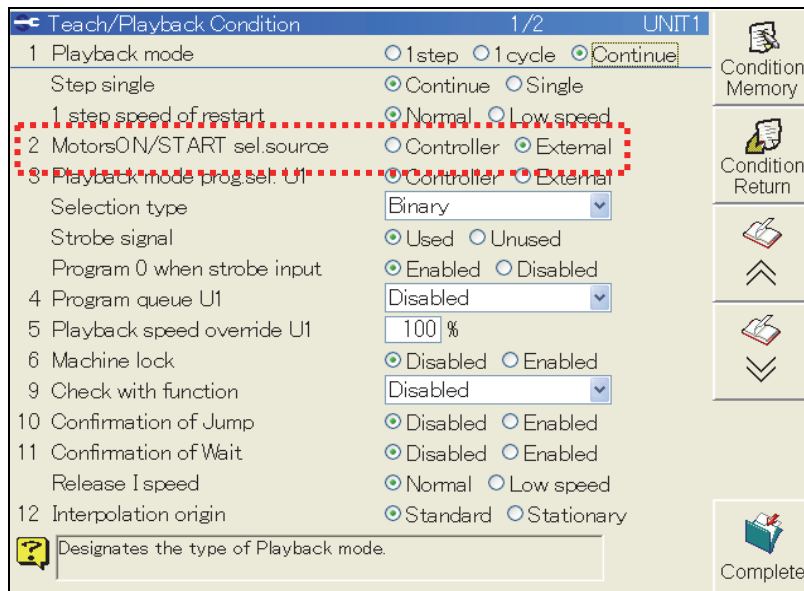 Teach/Playback Condition 1/2 UNIT1
1 Playback mode 1step 1cycle Continue
Step single Continue Single
1 step speed of restart Normal Low speed
2 MotorsON/START sel.source Controller External
3 Playback mode prog.sel. U1 Controller External
Selection type Binary
Strobe signal Used Unused
Program 0 when strobe input Enabled Disabled
4 Program queue U1 Disabled
5 Playback speed override U1 100 %
6 Machine lock Disabled Enabled
9 Check with function Disabled
10 Confirmation of Jump Disabled Enabled
11 Confirmation of Wait Disabled Enabled
Release I speed Normal Low speed
12 Interpolation origin Standard Stationary
Designates the type of Playback mode.
Condition
Memory
Condition
Return
Complete